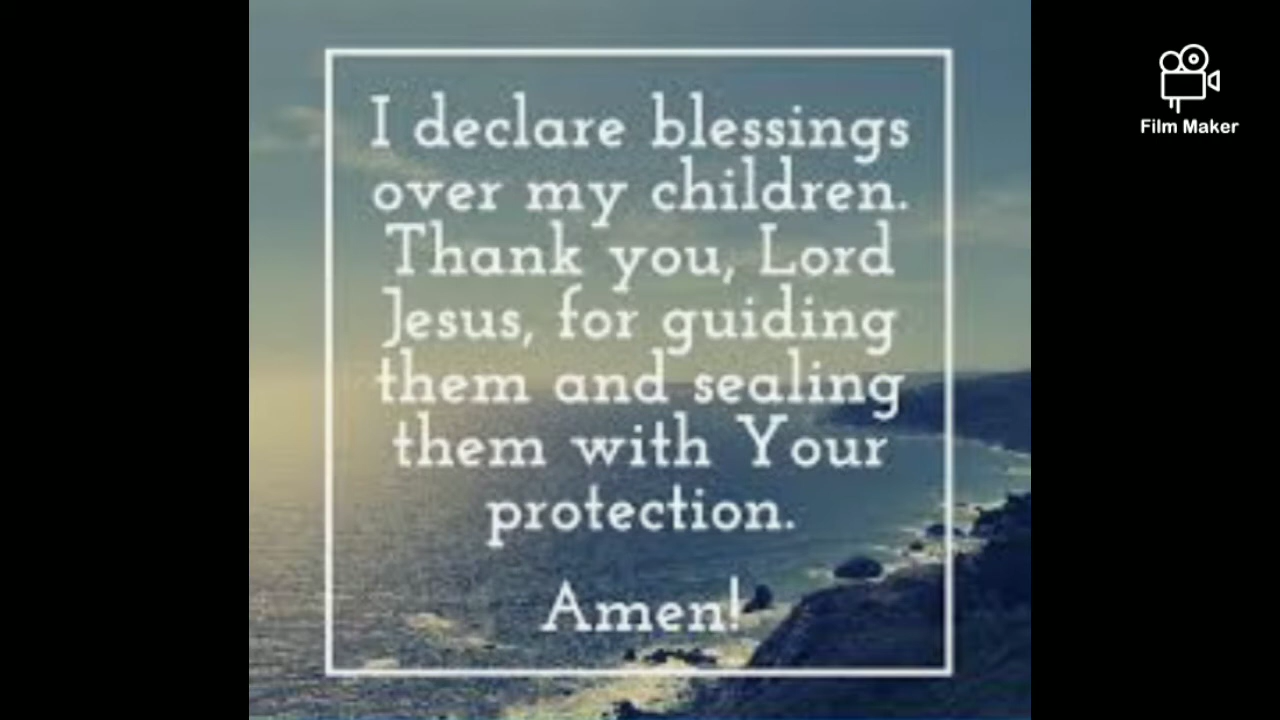 I declare blessings
over my children.
Thank you, Lord
Jesus, for guiding
them and sealing
them with Your
protection.
Amen!
Film Maker